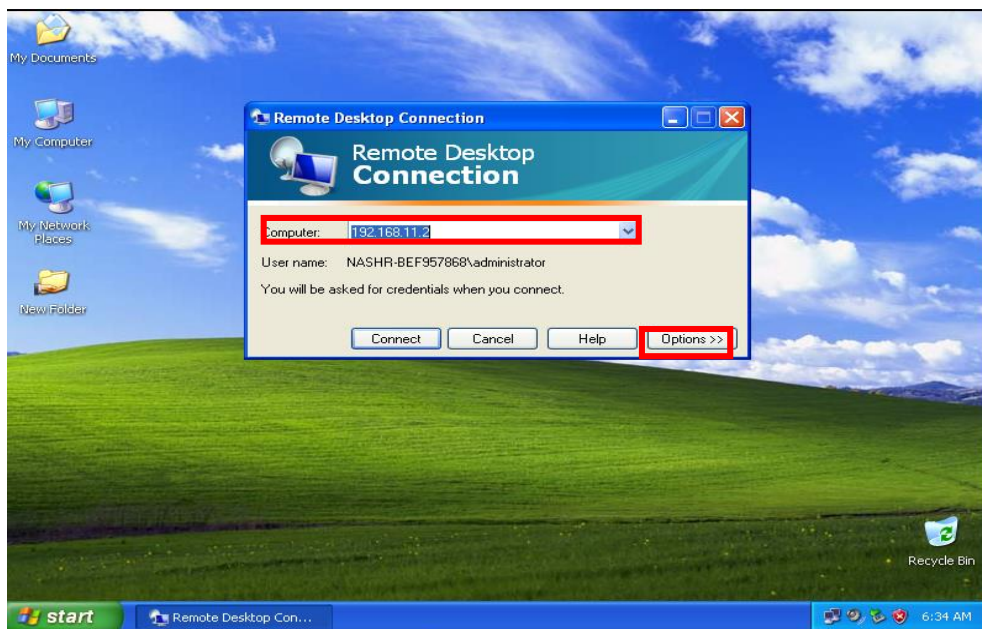 My Documents
My Computer
My Network
Places
New Folder
Remote Desktop Connection
Remote Desktop
Connection
Computer: 192.168.11.2
User name: NASHR-BEF957868\administrator
You will be asked for credentials when you connect.
Connect Cancel Help Options >>
Recycle Bin
start Remote Desktop Con... 6:34 AM